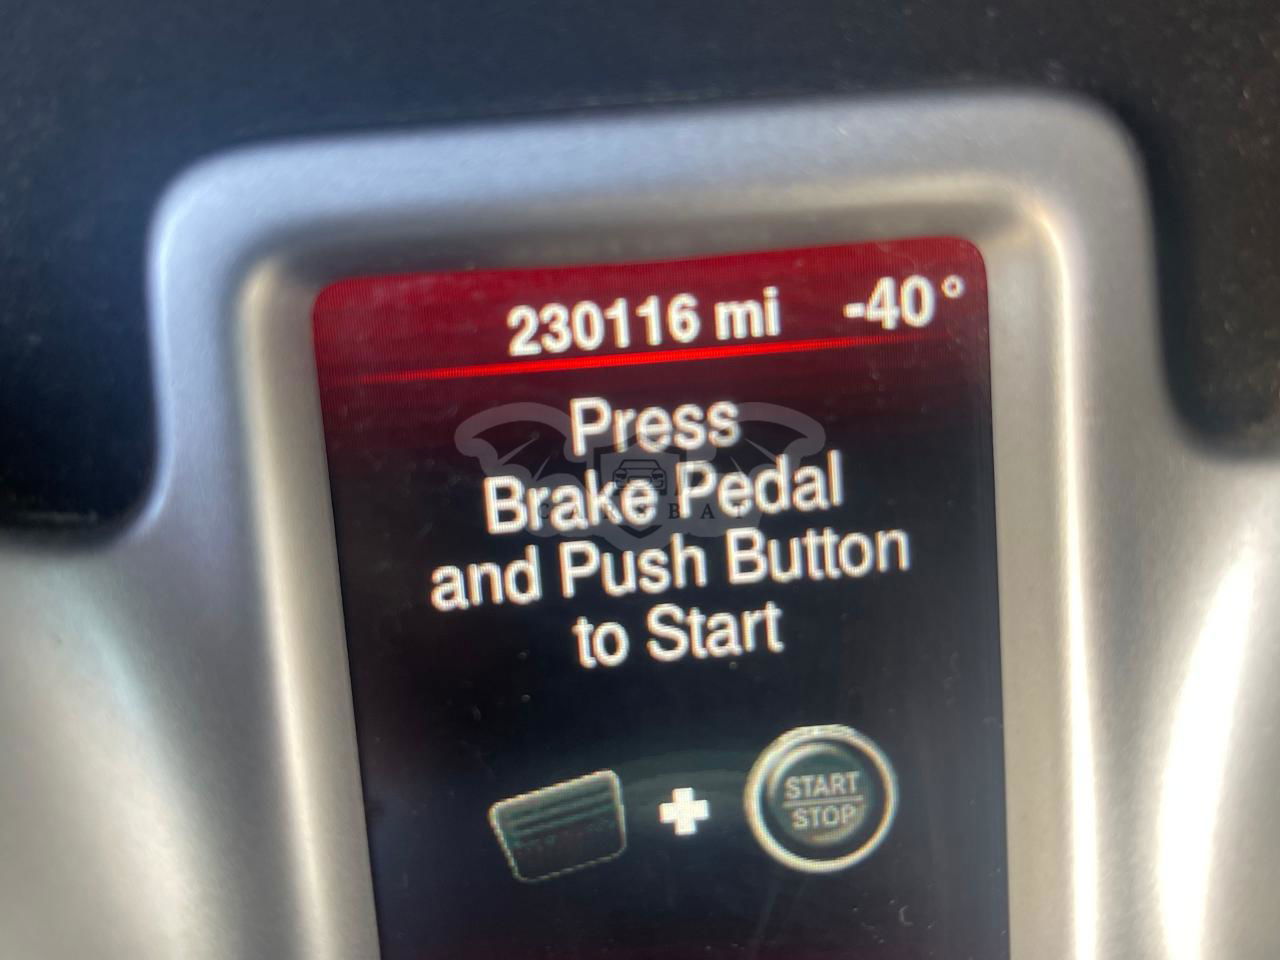 230116 mi -40°
Press
Brake Pedal
and Push Button
to Start
START
STOP